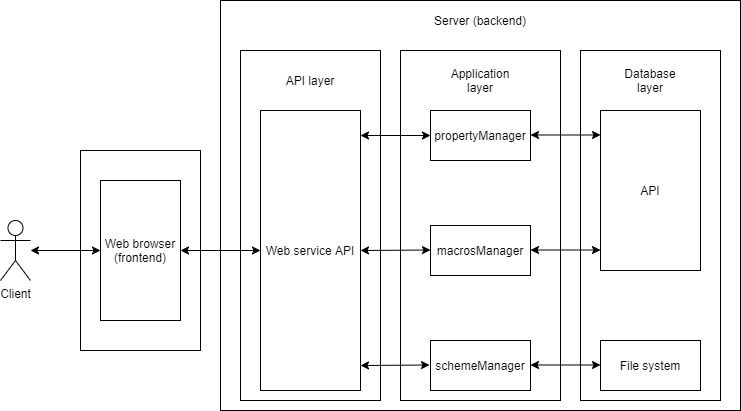 Server (backend)
API layer
Application
layer
Database
layer
propertyManager
API
Web browser
(frontend)
Web service API
macrosManager
Client
schemeManager
File system